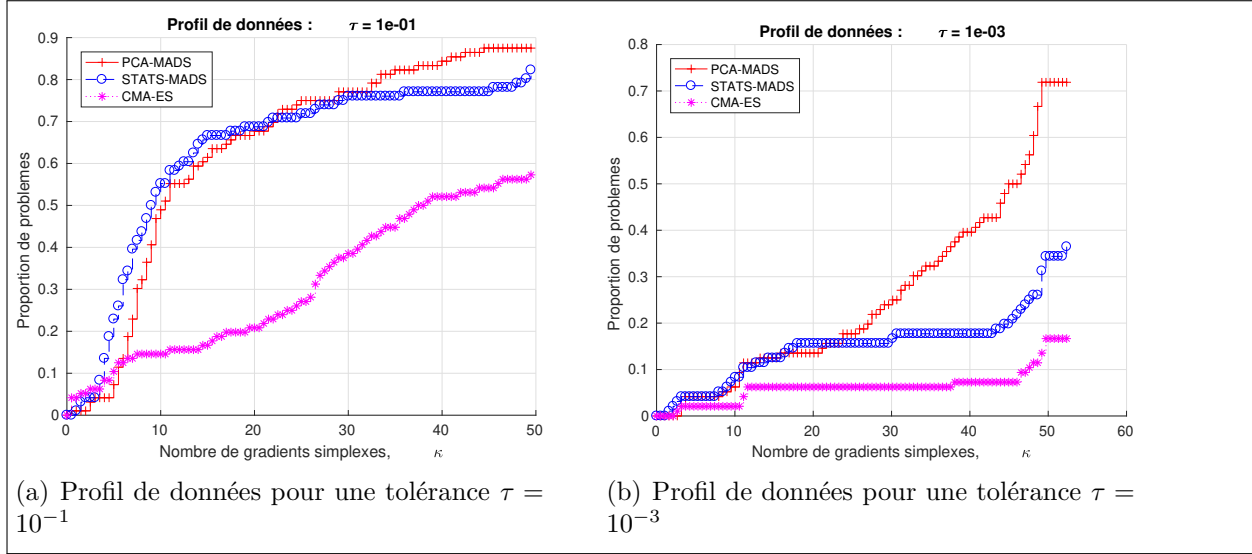 Profil de données : τ = 1e-01
0.9
0.8
0.7
0.6
0.5
0.4
0.3
0.2
0.1
0
Proportion de problemes
PCA-MADS
STATS-MADS
CMA-ES
0 10 20 30 40 50
Nombre de gradients simplexes, κ
(a) Profil de données pour une tolérance τ =
10⁻¹
Profil de données : τ = 1e-03
0.8
0.7
0.6
0.5
0.4
0.3
0.2
0.1
0
Proportion de problemes
PCA-MADS
STATS-MADS
CMA-ES
0 10 20 30 40 50 60
Nombre de gradients simplexes, κ
(b) Profil de données pour une tolérance τ =
10⁻³